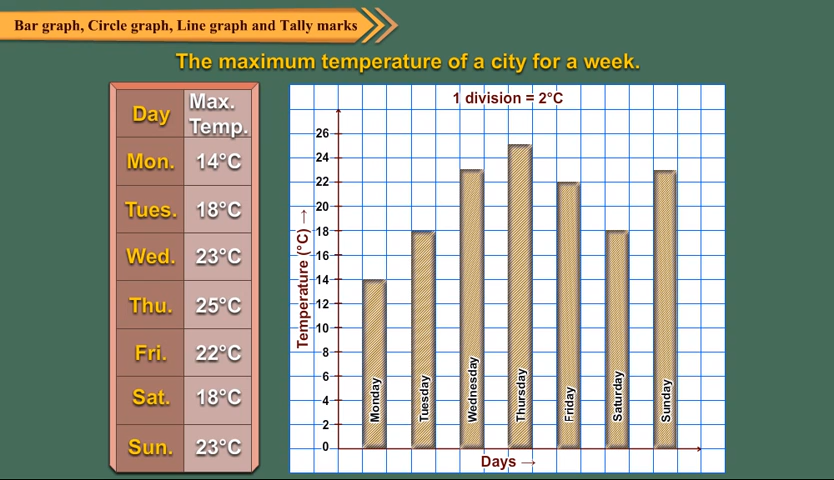 Bar graph, Circle graph, Line graph and Tally marks
The maximum temperature of a city for a week.
Day Max. Temp.
Mon. 14°C
Tues. 18°C
Wed. 23°C
Thu. 25°C
Fri. 22°C
Sat. 18°C
Sun. 23°C
1 division = 2°C
Temperature (°C) →
26
24
22
20
18
16
14
12
10
8
6
4
2
0
Monday
Tuesday
Wednesday
Thursday
Friday
Saturday
Sunday
Days →